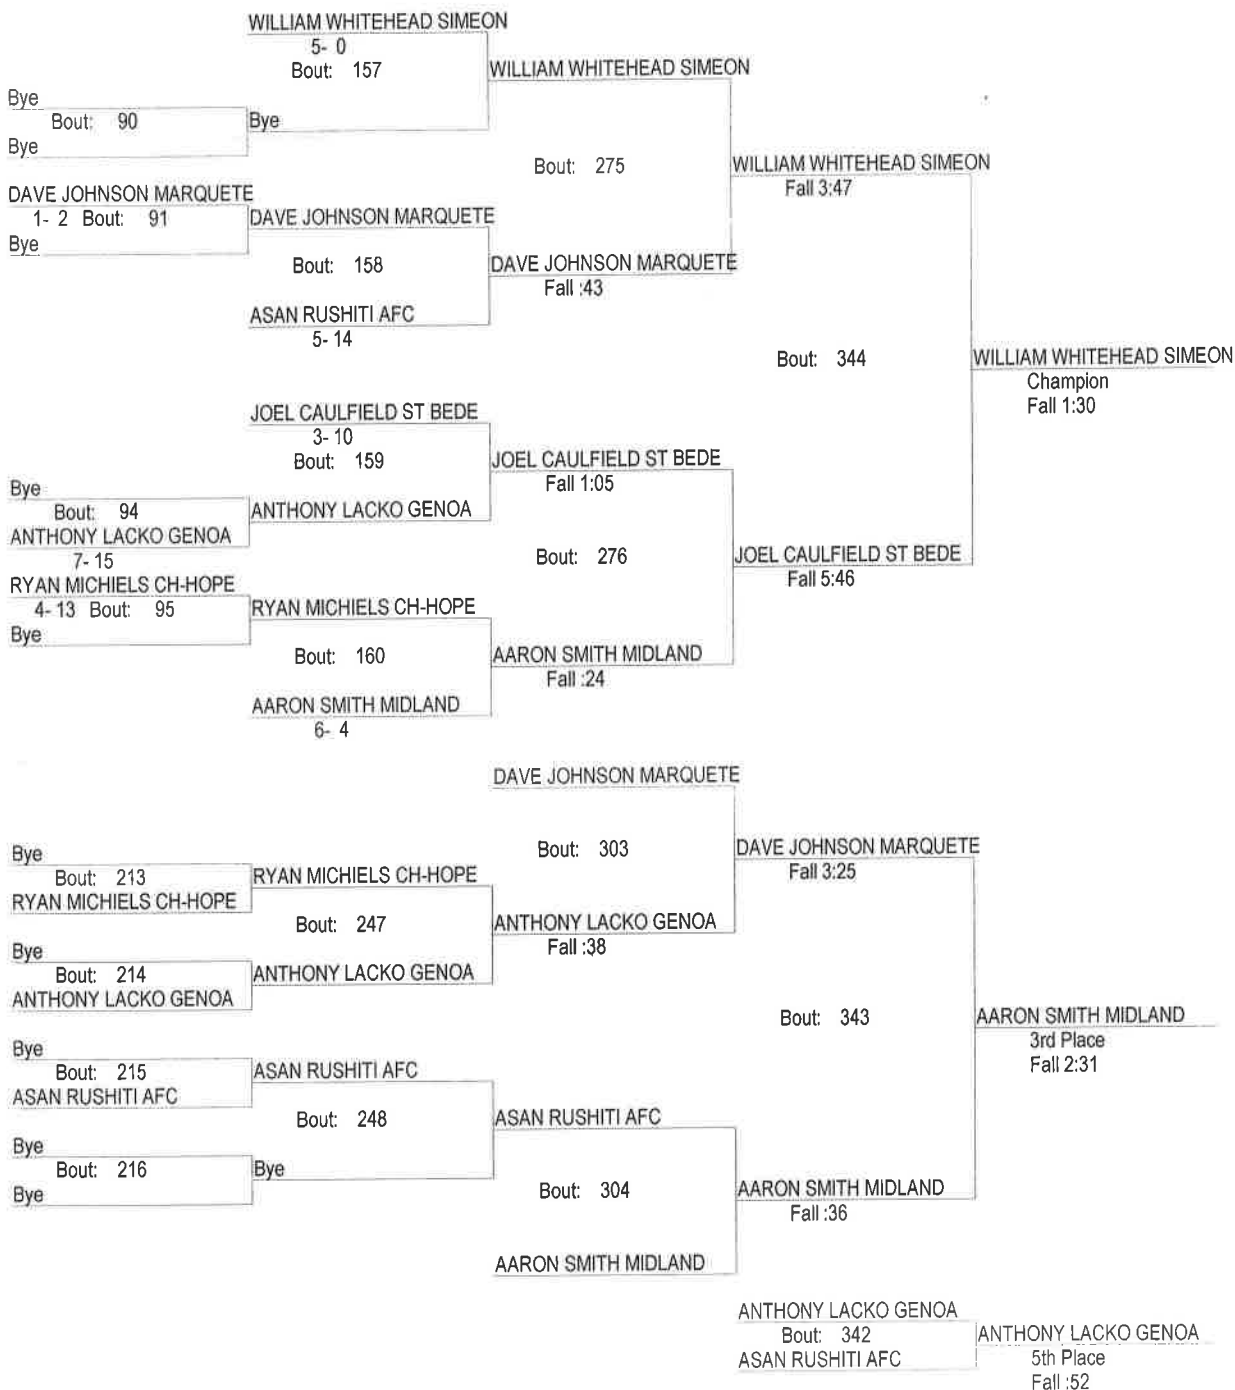 WILLIAM WHITEHEAD SIMEON
5- 0
Bout: 157
WILLIAM WHITEHEAD SIMEON
Bye
Bout: 90
Bye
Bye
Bout: 275
WILLIAM WHITEHEAD SIMEON
Fall 3:47
DAVE JOHNSON MARQUETE
1- 2 Bout: 91
Bye
DAVE JOHNSON MARQUETE
Bout: 158
DAVE JOHNSON MARQUETE
Fall :43
ASAN RUSHITI AFC
5- 14
Bout: 344
WILLIAM WHITEHEAD SIMEON
Champion
Fall 1:30
JOEL CAULFIELD ST BEDE
3- 10
Bout: 159
JOEL CAULFIELD ST BEDE
Fall 1:05
Bye
Bout: 94
ANTHONY LACKO GENOA
ANTHONY LACKO GENOA
7- 15
Bout: 276
JOEL CAULFIELD ST BEDE
Fall 5:46
RYAN MICHIELS CH-HOPE
4- 13 Bout: 95
Bye
RYAN MICHIELS CH-HOPE
Bout: 160
AARON SMITH MIDLAND
Fall :24
AARON SMITH MIDLAND
6- 4
DAVE JOHNSON MARQUETE
Bout: 303
DAVE JOHNSON MARQUETE
Fall 3:25
Bye
Bout: 213
RYAN MICHIELS CH-HOPE
RYAN MICHIELS CH-HOPE
Bout: 247
ANTHONY LACKO GENOA
Fall :38
Bye
Bout: 214
ANTHONY LACKO GENOA
ANTHONY LACKO GENOA
Bout: 343
AARON SMITH MIDLAND
3rd Place
Fall 2:31
Bye
Bout: 215
ASAN RUSHITI AFC
ASAN RUSHITI AFC
Bout: 248
ASAN RUSHITI AFC
Bye
Bout: 216
Bye
Bye
Bout: 304
AARON SMITH MIDLAND
Fall :36
AARON SMITH MIDLAND
ANTHONY LACKO GENOA
Bout: 342
ASAN RUSHITI AFC
ANTHONY LACKO GENOA
5th Place
Fall :52